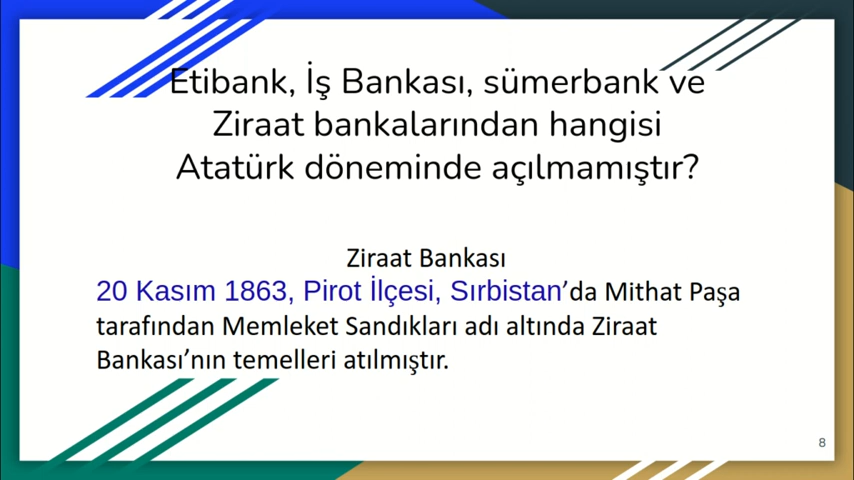 Etibank, İş Bankası, sümerbank ve
Ziraat bankalarından hangisi
Atatürk döneminde açılmamıştır?
Ziraat Bankası
20 Kasım 1863, Pirot İlçesi, Sırbistan’da Mithat Paşa
tarafından Memleket Sandıkları adı altında Ziraat
Bankası’nın temelleri atılmıştır.
8